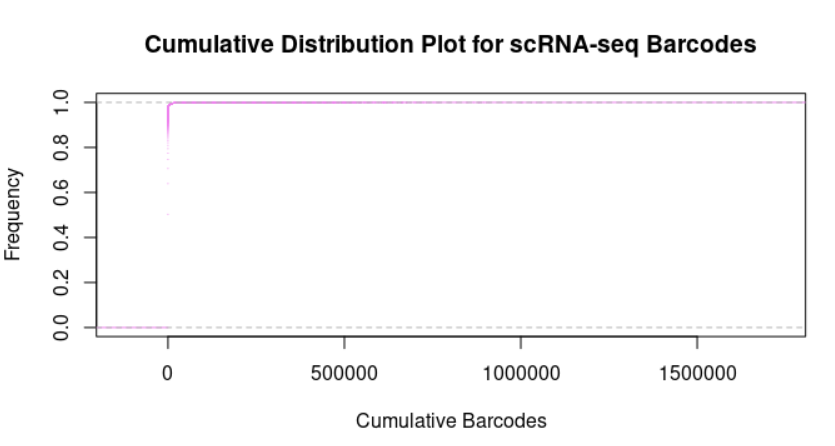 Cumulative Distribution Plot for scRNA-seq Barcodes
1.0
0.8
0.6
0.4
0.2
0.0
Frequency
0 500000 1000000 1500000
Cumulative Barcodes